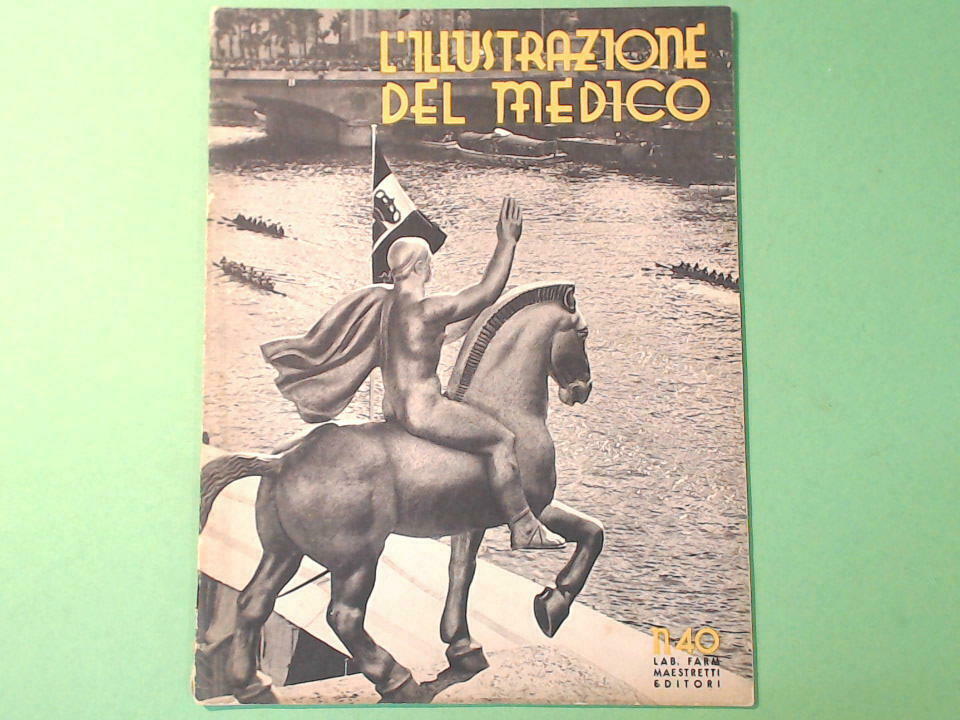 L'ILLUSTRAZIONE
DEL MEDICO
n.40
LAB. FARM
MAESTRETTI
EDITORI